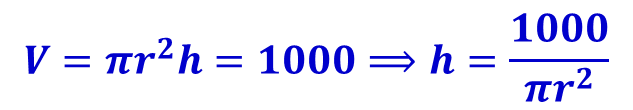 V = πr²h = 1000 ⟹ h = 1000/πr²